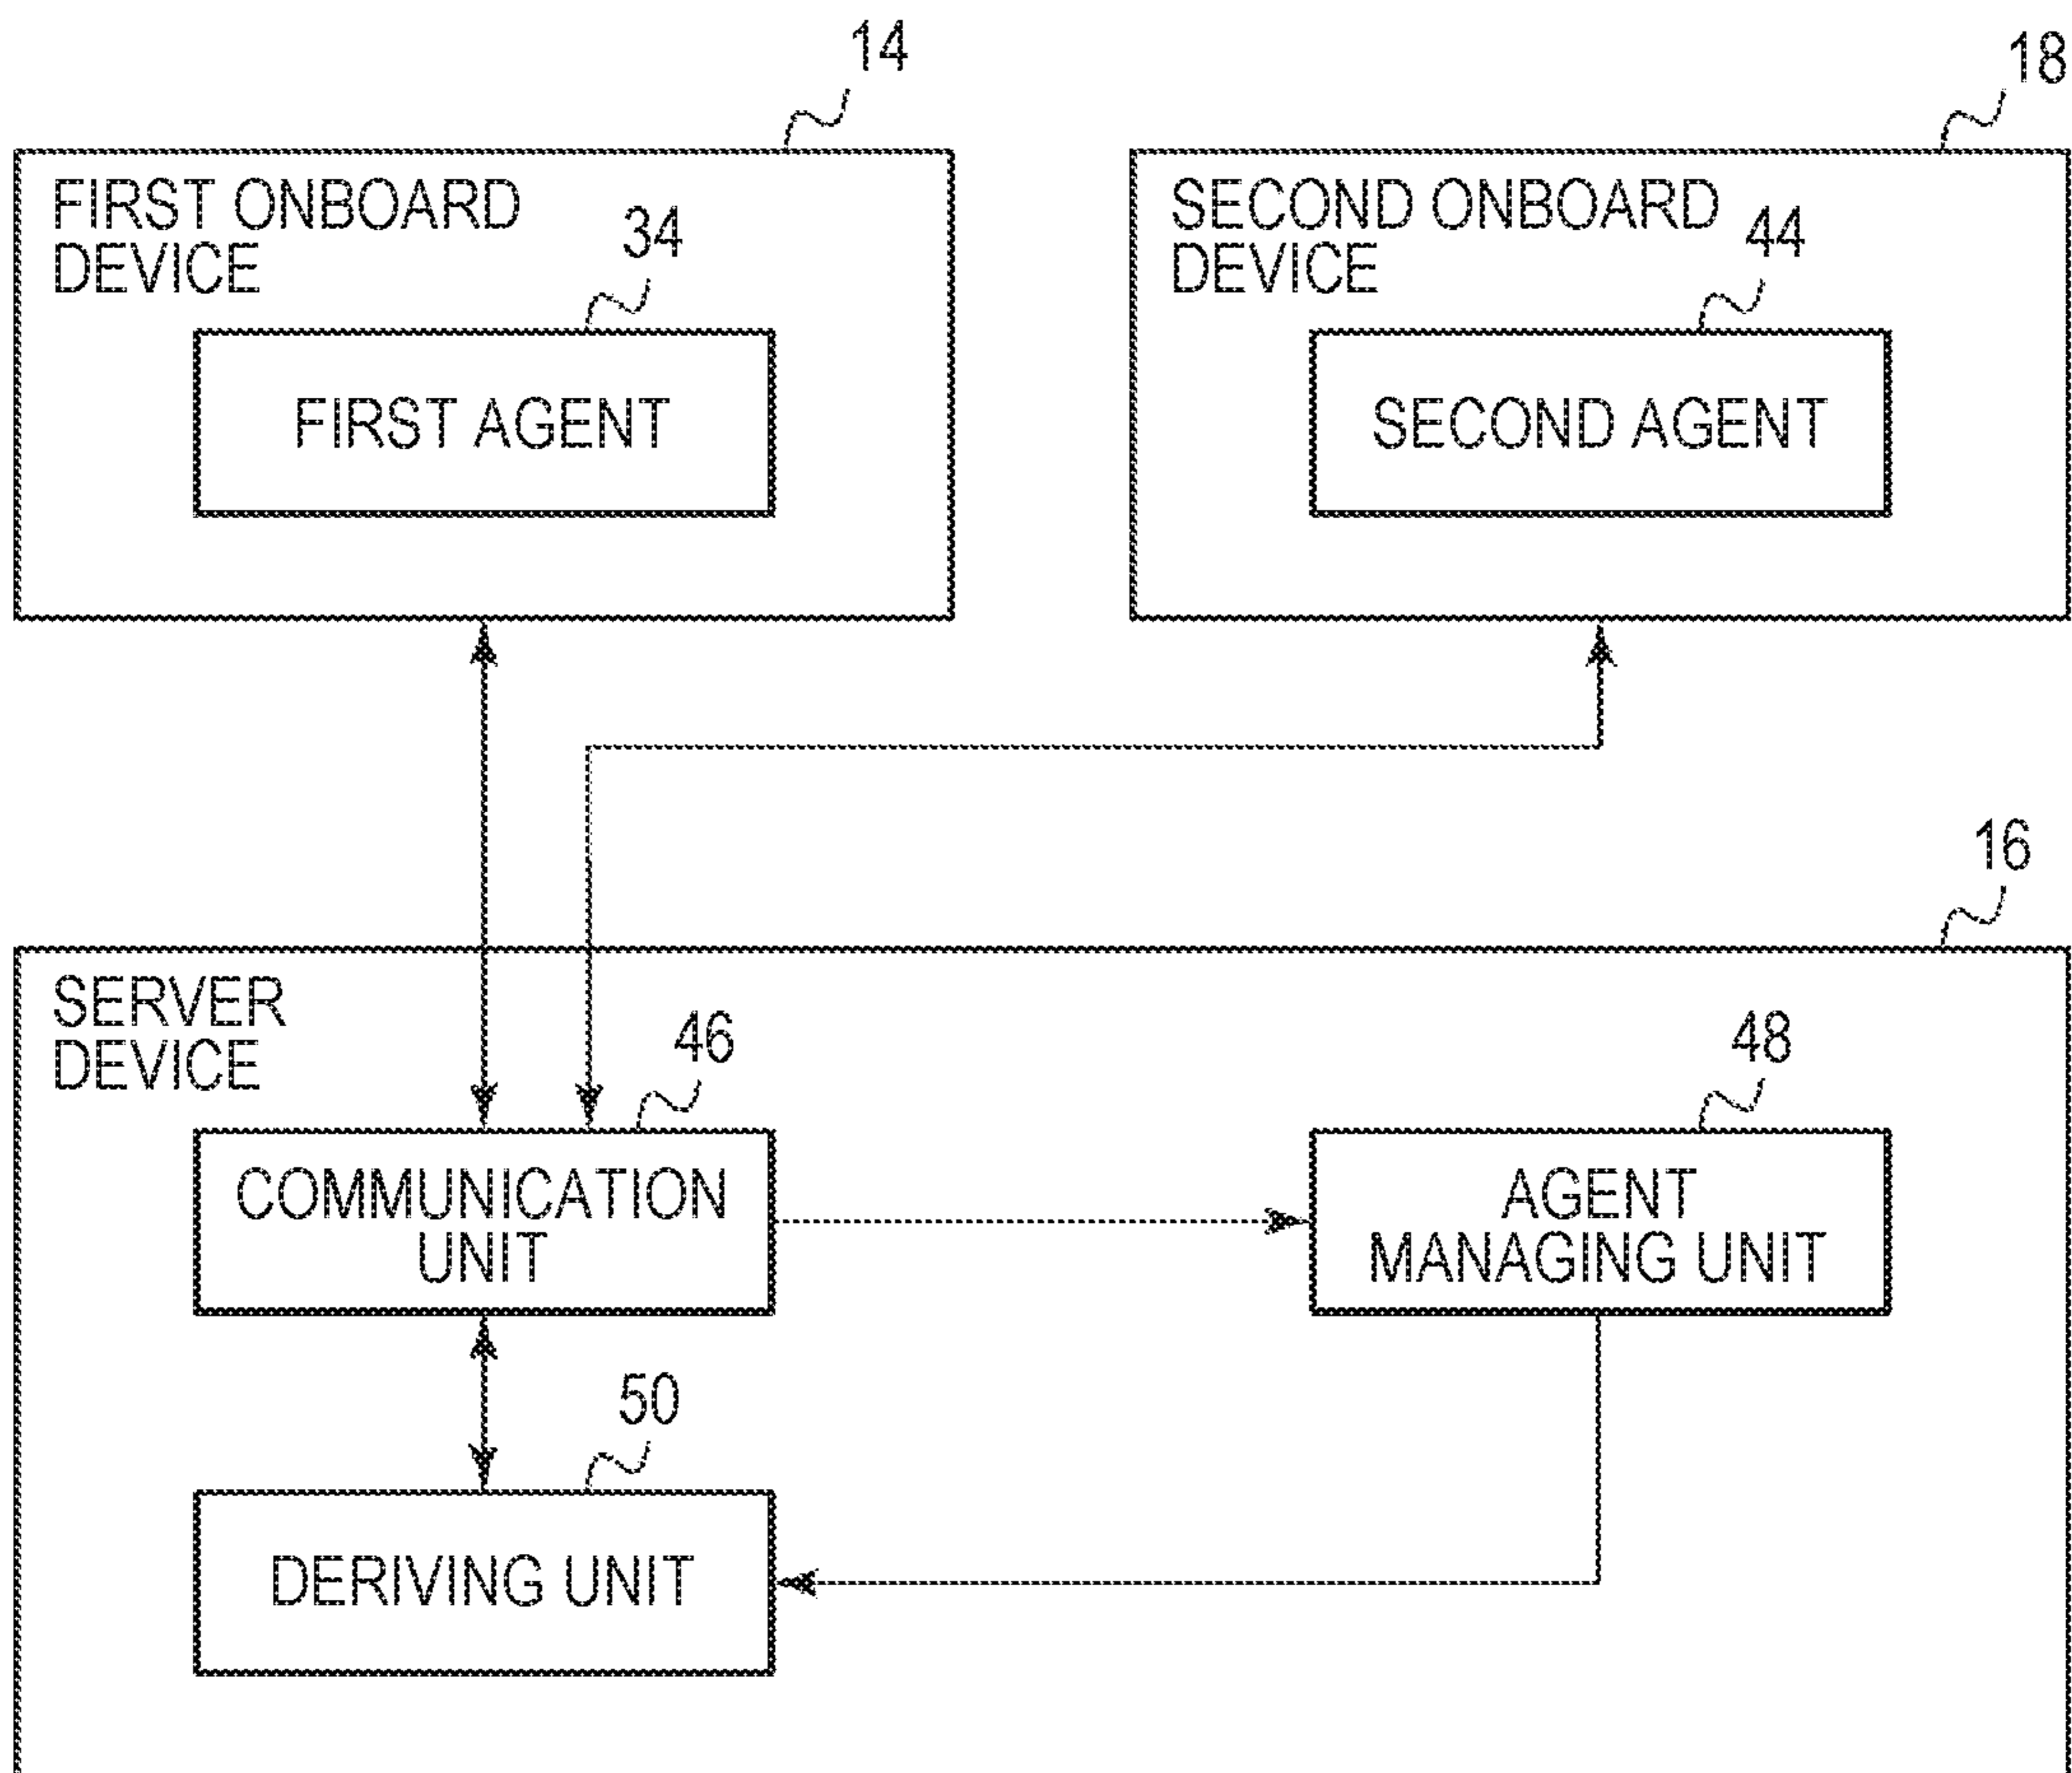 14
18
FIRST ONBOARD
DEVICE
34
FIRST AGENT
SECOND ONBOARD
DEVICE
44
SECOND AGENT
16
SERVER
DEVICE
46
COMMUNICATION
UNIT
48
AGENT
MANAGING UNIT
50
DERIVING UNIT